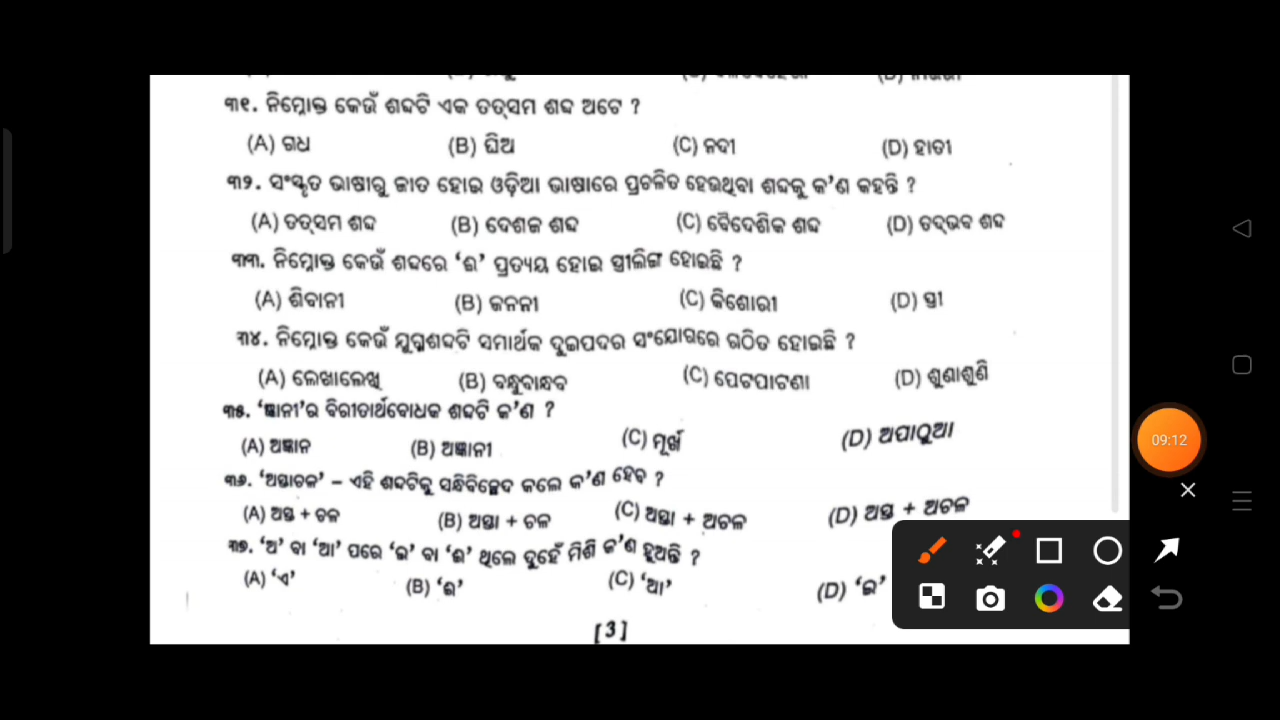 ୩୧. ନିମ୍ନୋକ୍ତ କେଉଁ ଶବ୍ଦଟି ଏକ ତତ୍ସମ ଶବ୍ଦ ଅଟେ ?
(A) ଗଧ (B) ଘିଅ (C) ନଦୀ (D) ହାତୀ
୩୨. ସଂସ୍କୃତ ଭାଷାରୁ ଜାତ ହୋଇ ଓଡ଼ିଆ ଭାଷାରେ ପ୍ରଚଳିତ ହେଉଥିବା ଶବ୍ଦକୁ କ'ଣ କହନ୍ତି ?
(A) ତତ୍ସମ ଶବ୍ଦ (B) ଦେଶଜ ଶବ୍ଦ (C) ବୈଦେଶିକ ଶବ୍ଦ (D) ତଦ୍ଭବ ଶବ୍ଦ
୩୩. ନିମ୍ନୋକ୍ତ କେଉଁ ଶବ୍ଦରେ 'ଈ' ପ୍ରତ୍ୟୟ ହୋଇ ସ୍ତ୍ରୀଲିଙ୍ଗ ହୋଇଛି ?
(A) ଶିବାନୀ (B) ଜନନୀ (C) କିଶୋରୀ (D) ସ୍ତ୍ରୀ
୩୪. ନିମ୍ନୋକ୍ତ କେଉଁ ଯୁଗ୍ମଶବ୍ଦଟି ସମାର୍ଥକ ଦୁଇପଦର ସଂଯୋଗରେ ଗଠିତ ହୋଇଛି ?
(A) ଲେଖାଲେଖି (B) ବନ୍ଧୁବାନ୍ଧବ (C) ପେଟପାଟଣା (D) ଶୁଣାଶୁଣି
୩୫. 'ଜ୍ଞାନୀ'ର ବିରୀତାର୍ଥବୋଧକ ଶବ୍ଦଟି କ'ଣ ?
(A) ଅଜ୍ଞାନ (B) ଅଜ୍ଞାନୀ (C) ମୂର୍ଖ (D) ଅପାଠୁଆ
୩୬. 'ଅସ୍ତାଚଳ' – ଏହି ଶବ୍ଦଟିକୁ ସନ୍ଧିବିଚ୍ଛେଦ କଲେ କ'ଣ ହେବ ?
(A) ଅସ୍ତ + ଚଳ (B) ଅସ୍ତା + ଚଳ (C) ଅସ୍ତା + ଅଚଳ (D) ଅସ୍ତ + ଅଚଳ
୩୭. 'ଅ' ବା 'ଆ' ପରେ 'ଇ' ବା 'ଈ' ଥିଲେ ଦୁହେଁ ମିଶି କ'ଣ ହୁଅନ୍ତି ?
(A) 'ଏ' (B) 'ଈ' (C) 'ଆ' (D) 'ଇ'
[3]
09:12